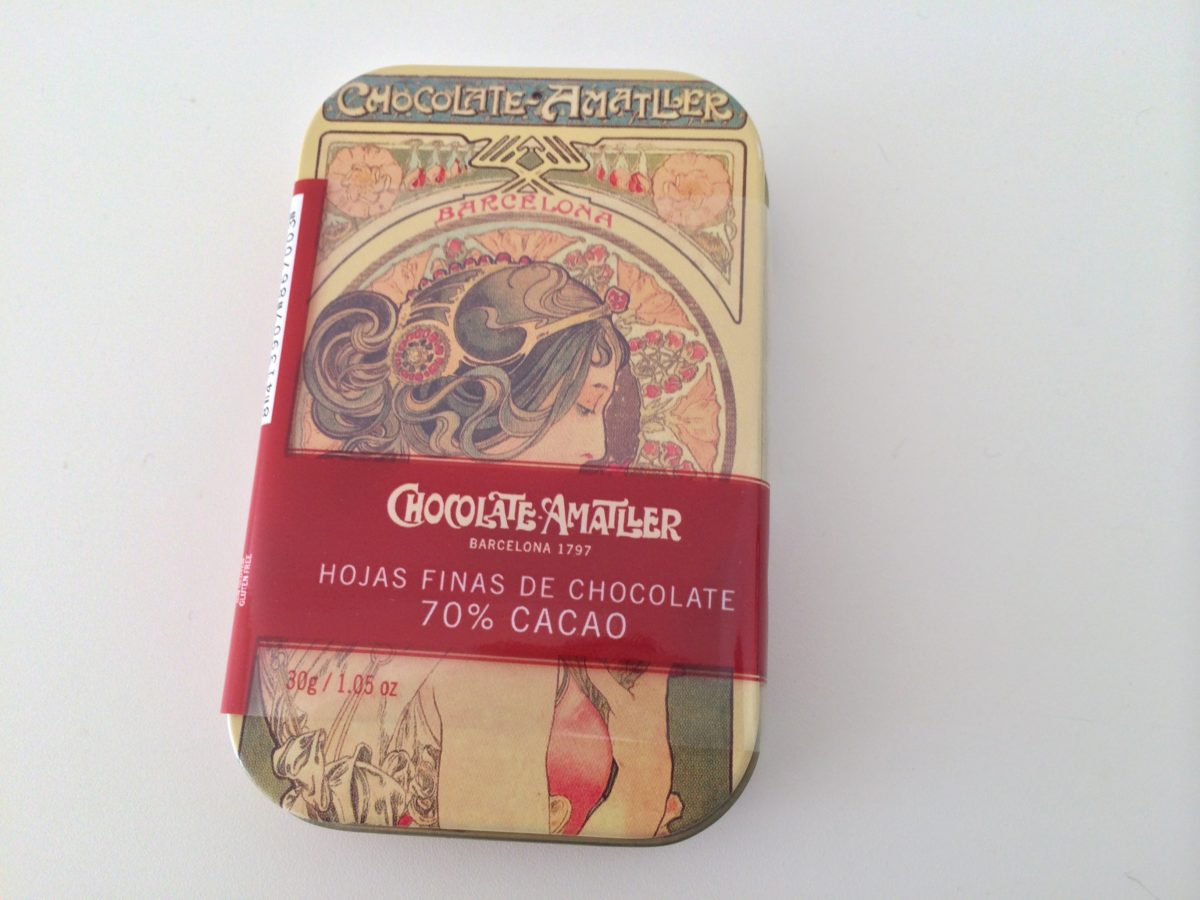 CHOCOLATE-AMATLLER
BARCELONA
CHOCOLATE-AMATLLER
BARCELONA 1797
HOJAS FINAS DE CHOCOLATE
70% CACAO
30g / 1.05 oz
GLUTEN FREE